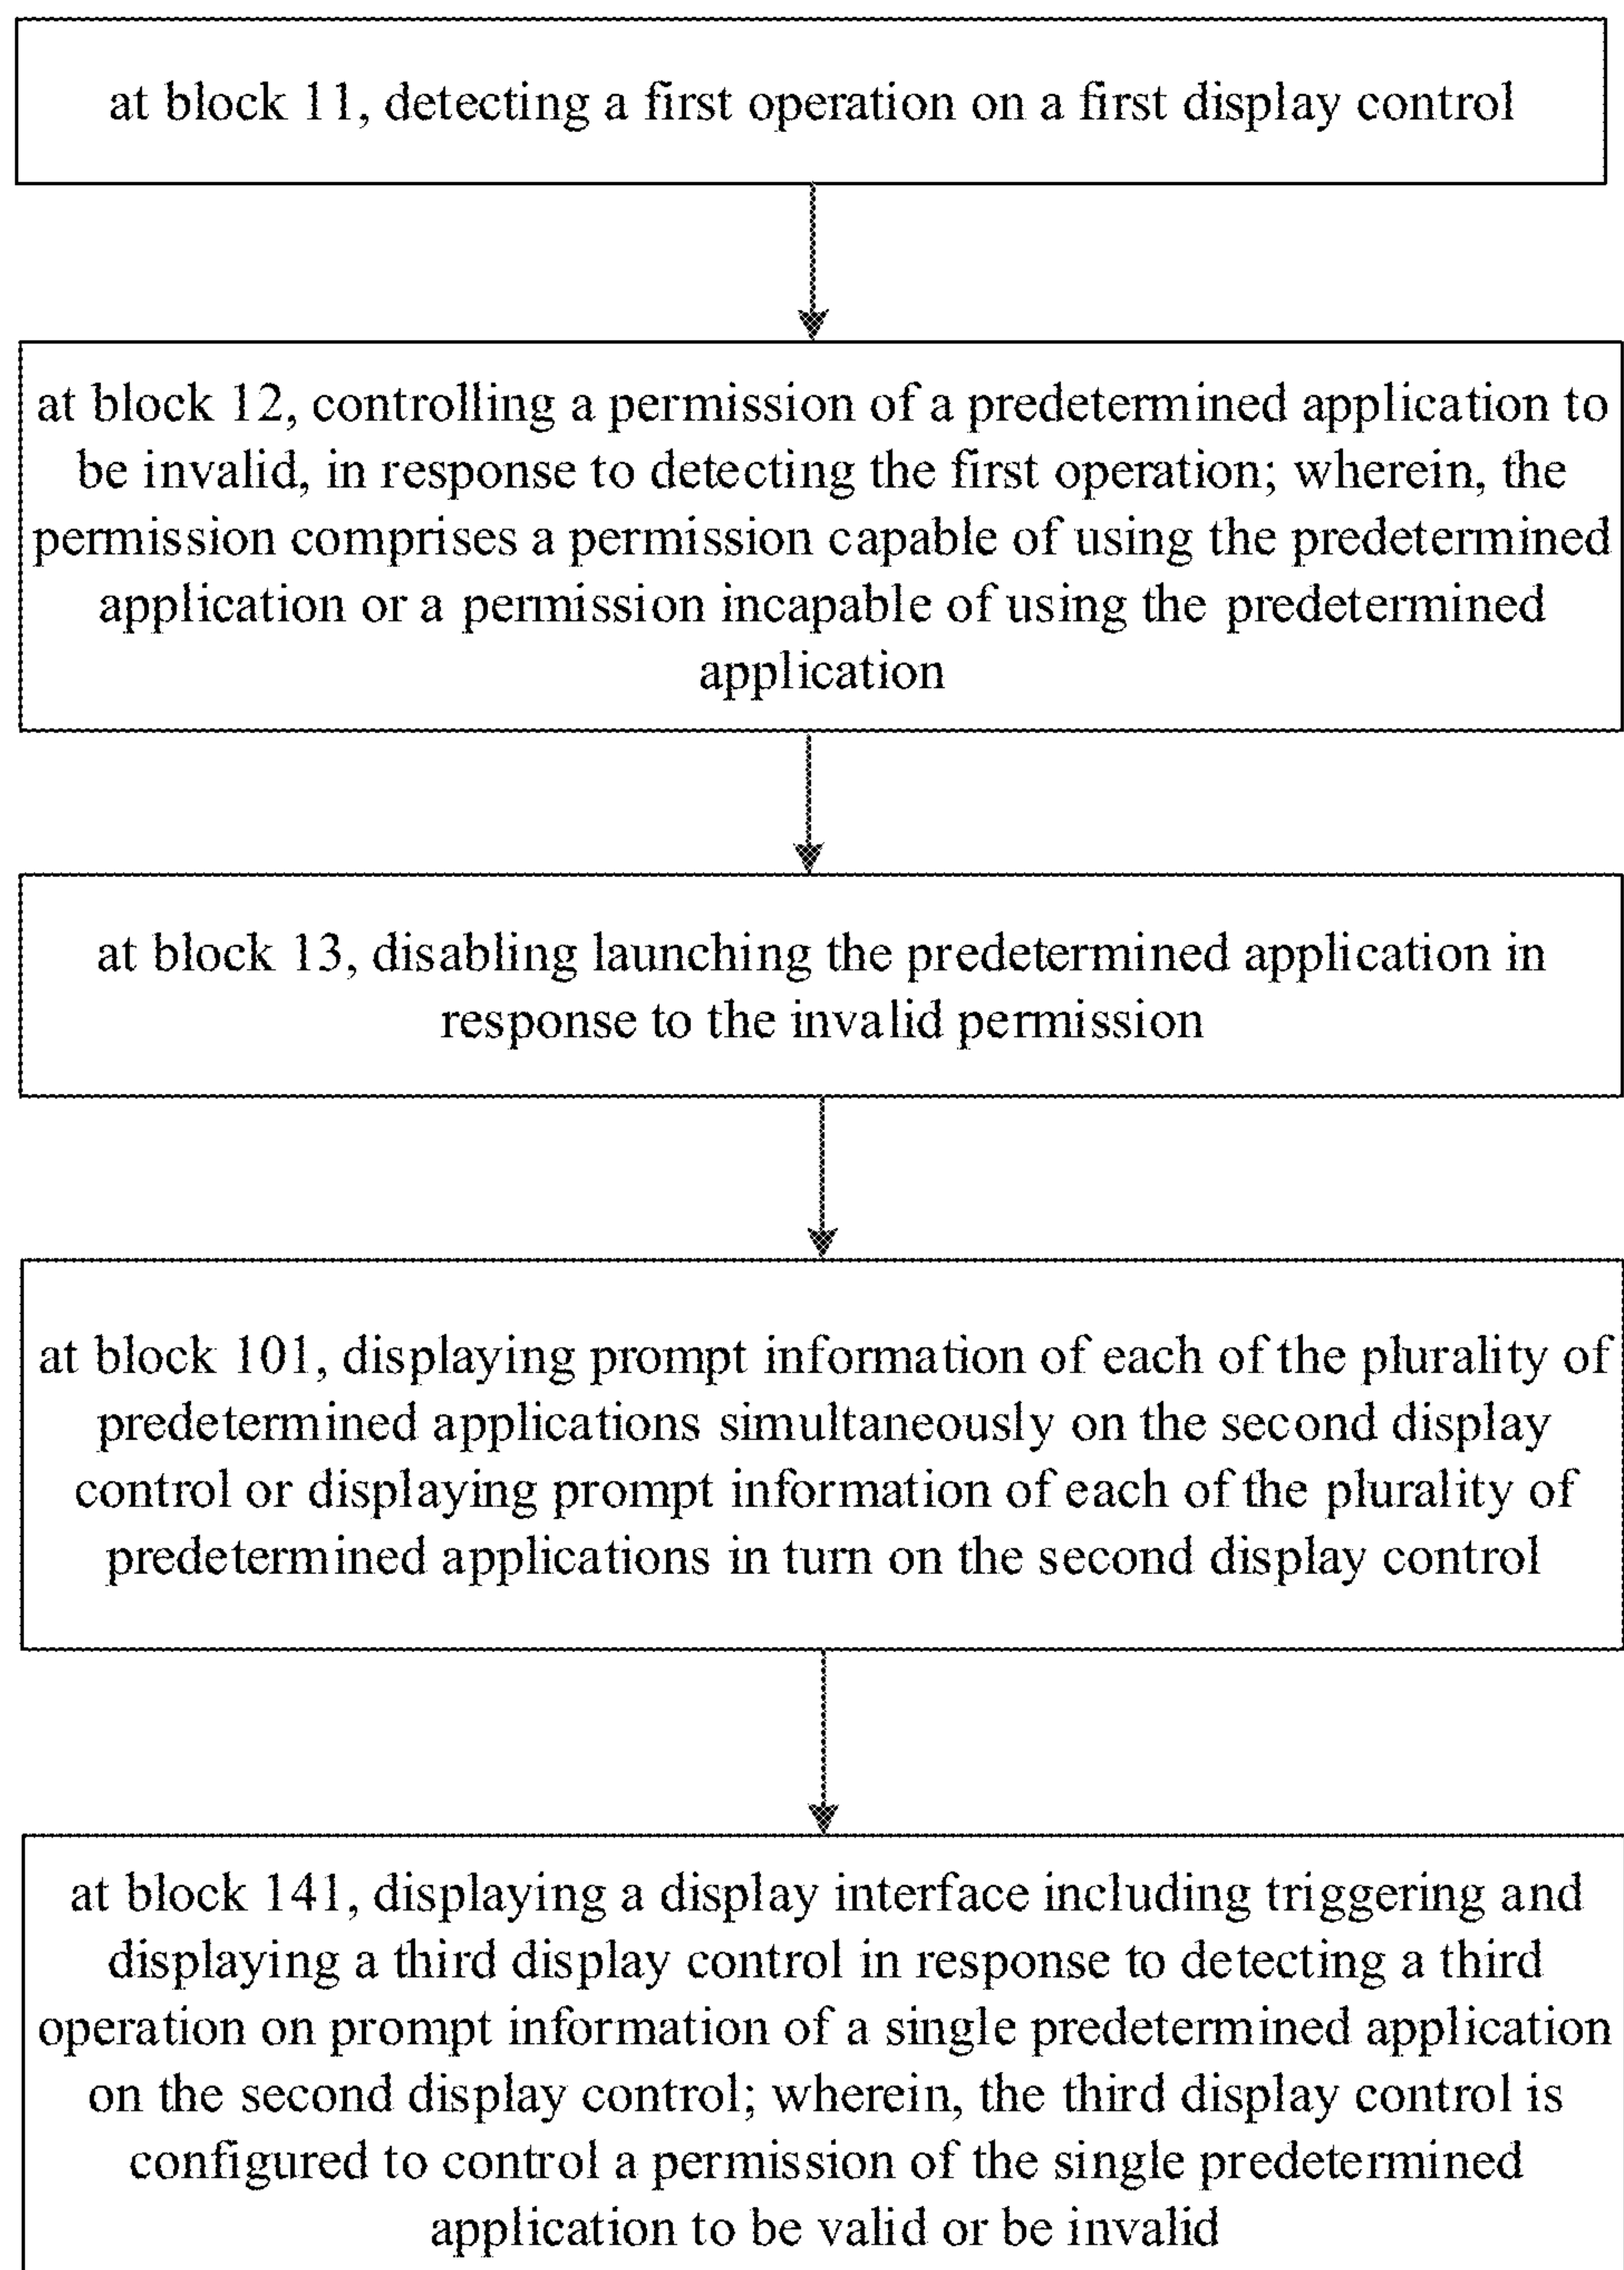 at block 11, detecting a first operation on a first display control
at block 12, controlling a permission of a predetermined application to
be invalid, in response to detecting the first operation; wherein, the
permission comprises a permission capable of using the predetermined
application or a permission incapable of using the predetermined
application
at block 13, disabling launching the predetermined application in
response to the invalid permission
at block 101, displaying prompt information of each of the plurality of
predetermined applications simultaneously on the second display
control or displaying prompt information of each of the plurality of
predetermined applications in turn on the second display control
at block 141, displaying a display interface including triggering and
displaying a third display control in response to detecting a third
operation on prompt information of a single predetermined application
on the second display control; wherein, the third display control is
configured to control a permission of the single predetermined
application to be valid or be invalid